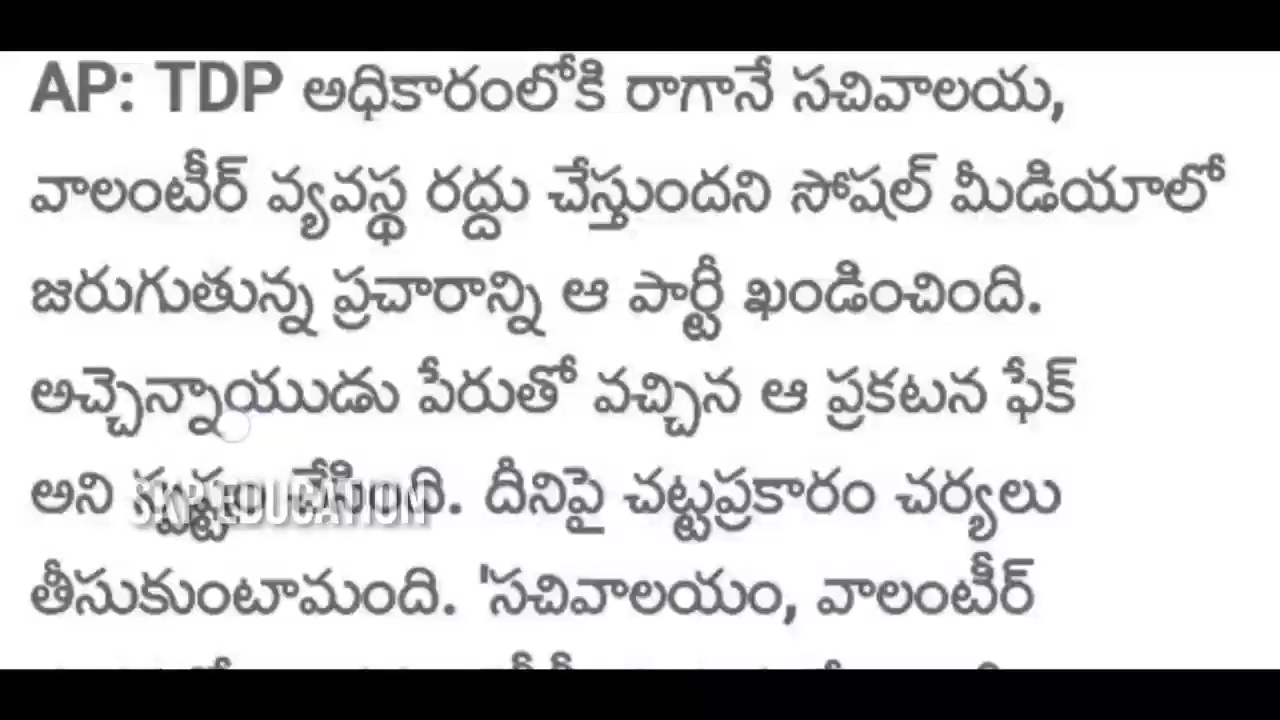 AP: TDP అధికారంలోకి రాగానే సచివాలయ,
వాలంటీర్ వ్యవస్థ రద్దు చేస్తుందని సోషల్ మీడియాలో
జరుగుతున్న ప్రచారాన్ని ఆ పార్టీ ఖండించింది.
అచ్చెన్నాయుడు పేరుతో వచ్చిన ఆ ప్రకటన ఫేక్
అని స్పష్టం చేసింది. దీనిపై చట్టప్రకారం చర్యలు
తీసుకుంటామంది. 'సచివాలయం, వాలంటీర్